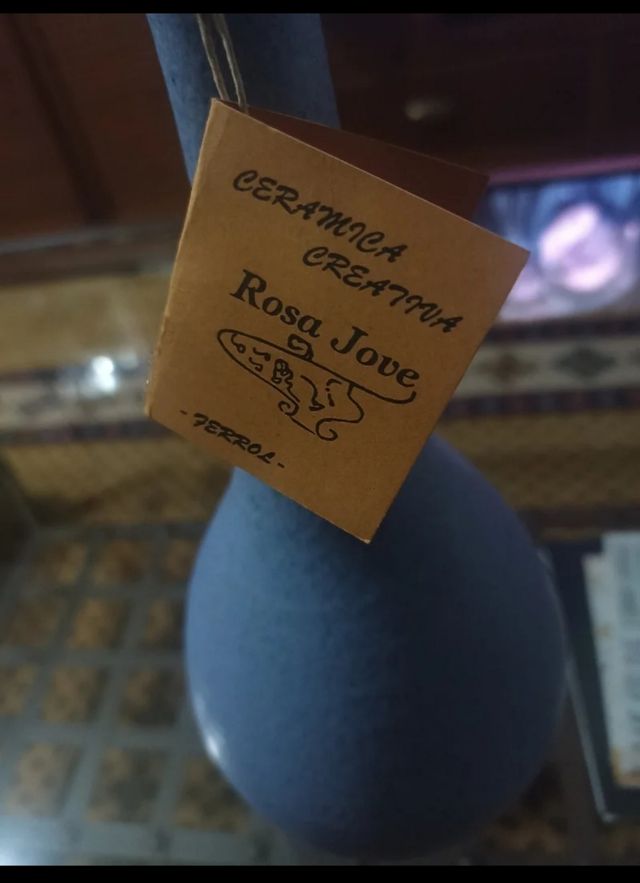 CERAMICA
CREATIVA
Rosa Jove
-FERROL-